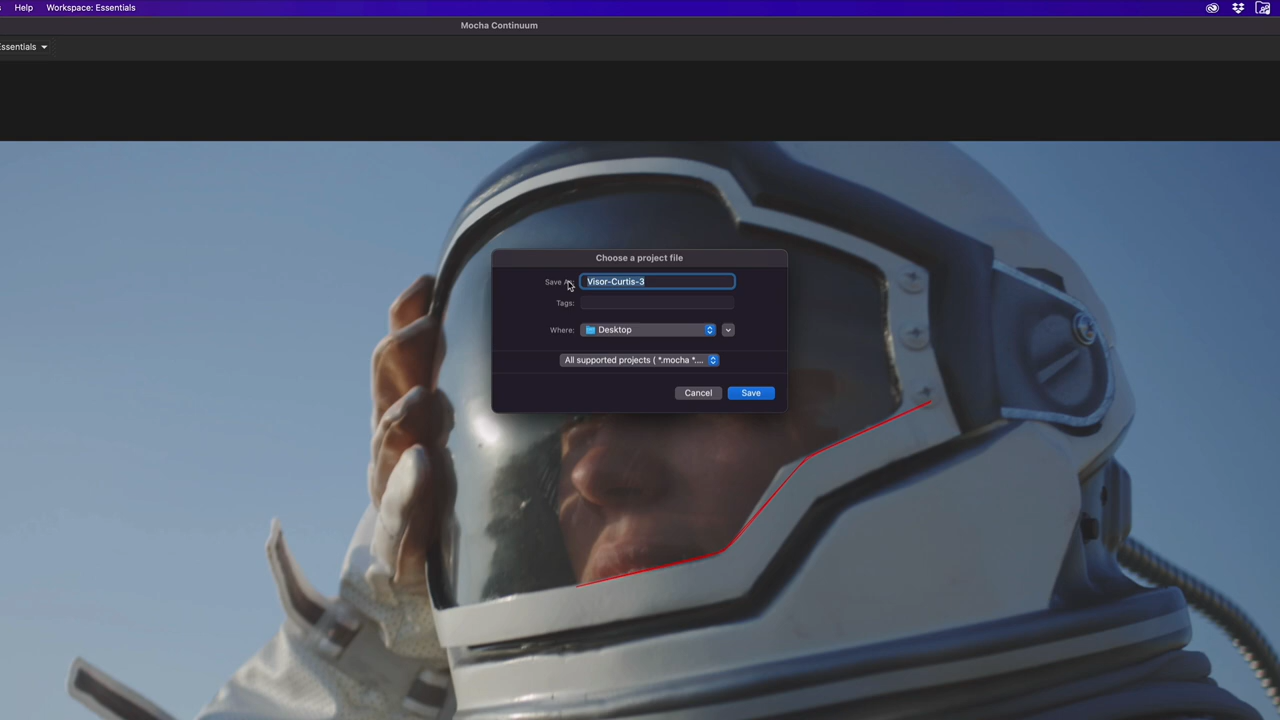 Help Workspace: Essentials
Mocha Continuum
Essentials
Choose a project file
Save As: Visor-Curtis-3
Tags:
Where: Desktop
All supported projects ( *.mocha *....
Cancel Save